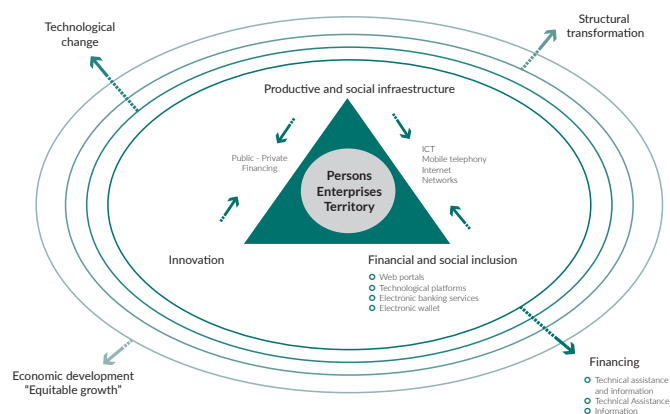 Technological
change
Structural
transformation
Productive and social infraestructure
Public - Private
Financing
ICT
Mobile telephony
Internet
Networks
Persons
Enterprises
Territory
Innovation
Financial and social inclusion
Web portals
Technological platforms
Electronic banking services
Electronic wallet
Economic development
“Equitable growth”
Financing
Technical assistance
and information
Technical Assistance
Information